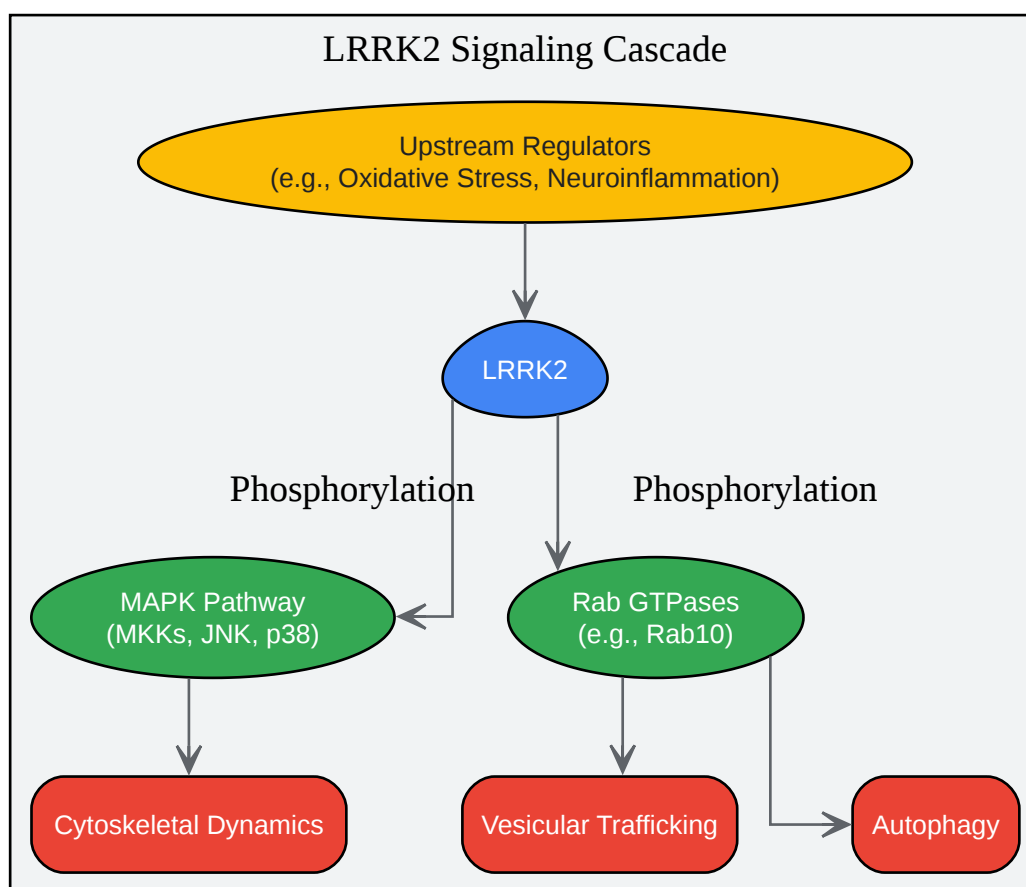 LRRK2 Signaling Cascade
Upstream Regulators
(e.g., Oxidative Stress, Neuroinflammation)
LRRK2
Phosphorylation
Phosphorylation
MAPK Pathway
(MKKs, JNK, p38)
Rab GTPases
(e.g., Rab10)
Cytoskeletal Dynamics
Vesicular Trafficking
Autophagy